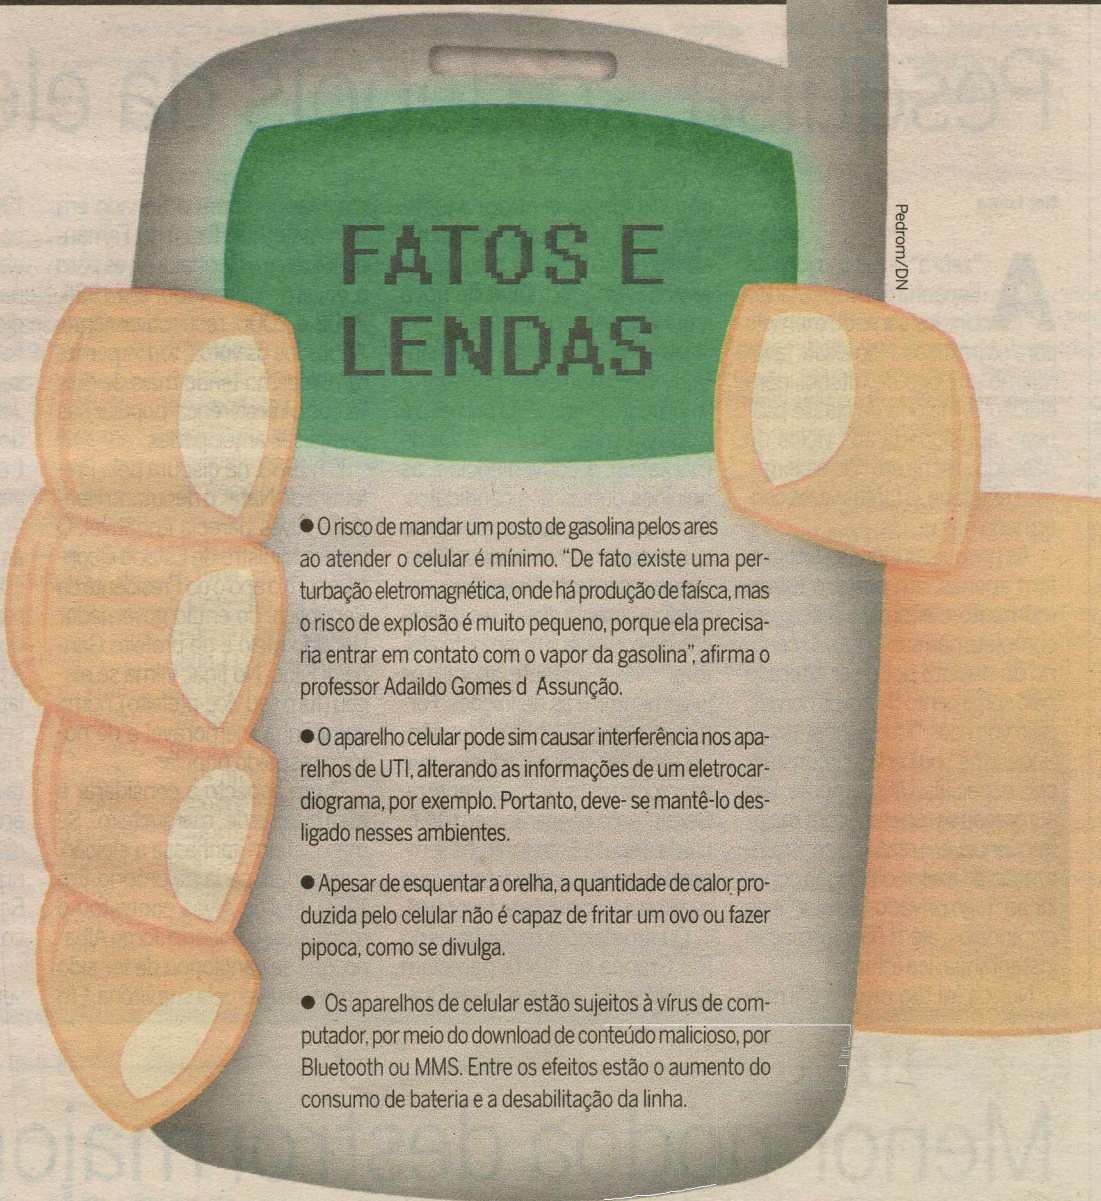 FATOS E
LENDAS
Pedrom/DN
● O risco de mandar um posto de gasolina pelos ares
ao atender o celular é mínimo. “De fato existe uma per-
turbação eletromagnética, onde há produção de faísca, mas
o risco de explosão é muito pequeno, porque ela precisa-
ria entrar em contato com o vapor da gasolina”, afirma o
professor Adaildo Gomes d Assunção.
● O aparelho celular pode sim causar interferência nos apa-
relhos de UTI, alterando as informações de um eletrocar-
diograma, por exemplo. Portanto, deve- se mantê-lo des-
ligado nesses ambientes.
● Apesar de esquentar a orelha, a quantidade de calor pro-
duzida pelo celular não é capaz de fritar um ovo ou fazer
pipoca, como se divulga.
● Os aparelhos de celular estão sujeitos à vírus de com-
putador, por meio do download de conteúdo malicioso, por
Bluetooth ou MMS. Entre os efeitos estão o aumento do
consumo de bateria e a desabilitação da linha.